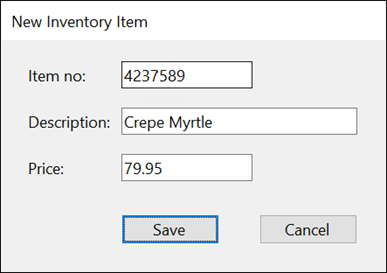 New Inventory Item
Item no: 4237589
Description: Crepe Myrtle
Price: 79.95
Save Cancel